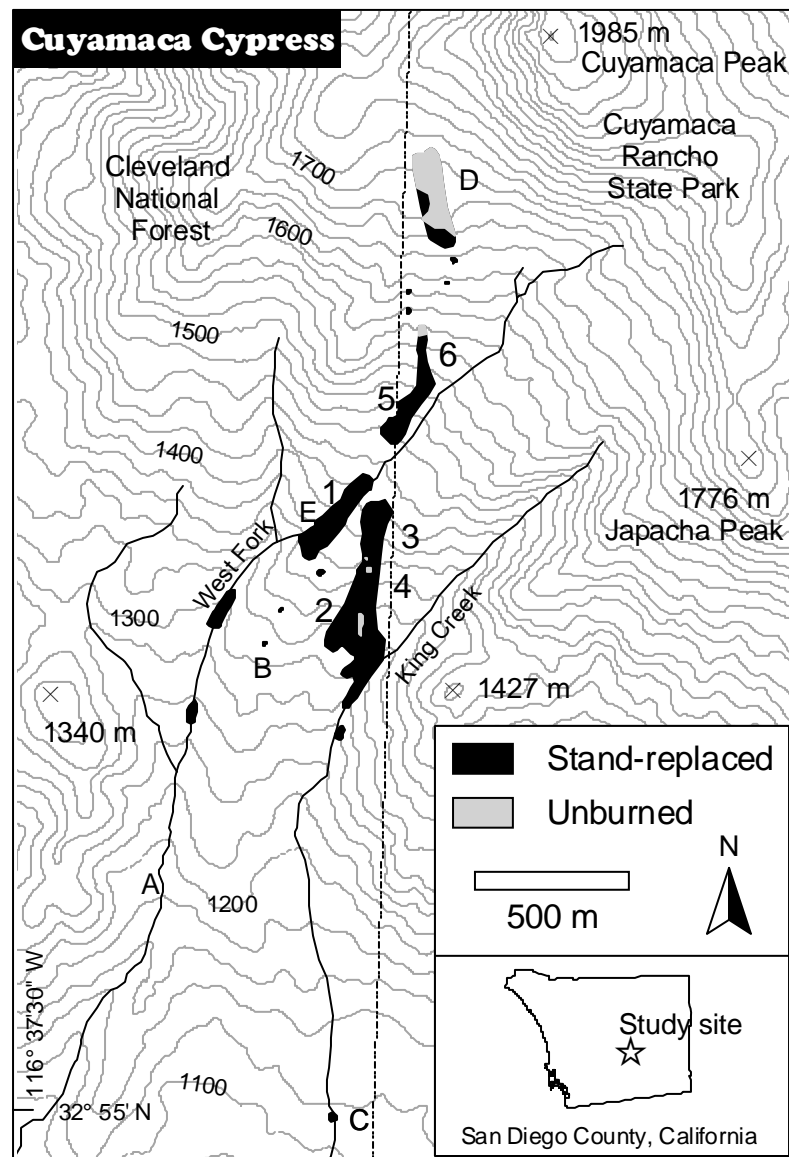 Cuyamaca Cypress
1985 m
Cuyamaca Peak
Cuyamaca
Rancho
State Park
Cleveland
National
Forest
1700
D
1600
1500
6
5
1400
1
E
1776 m
Japacha Peak
3
West Fork
4
1300
2
King Creek
B
1427 m
1340 m
Stand-replaced
Unburned
N
A
1200
500 m
116° 37'30" W
Study site
1100
32° 55' N
C
San Diego County, California